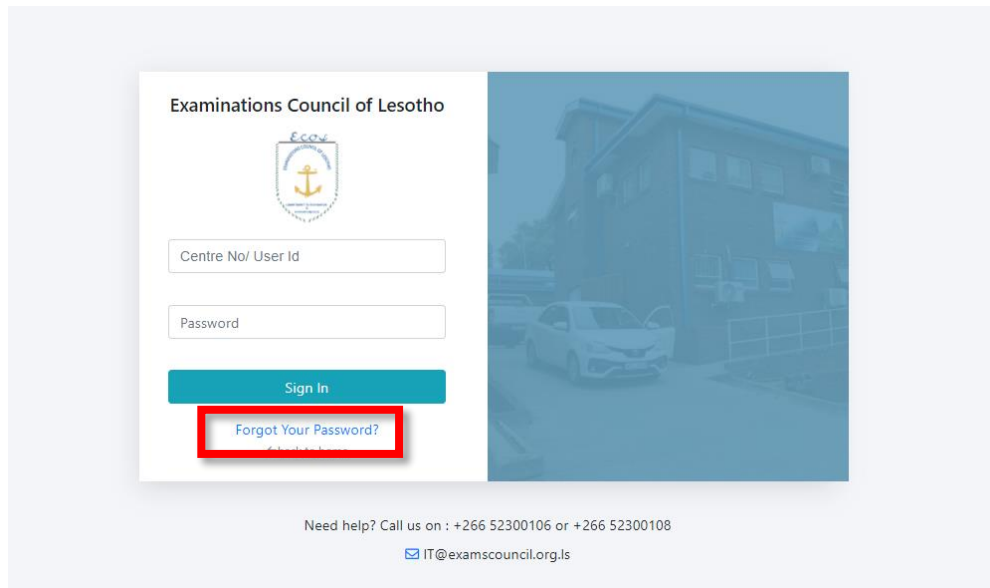 Examinations Council of Lesotho
Centre No/ User Id
Password
Sign In
Forgot Your Password?
Need help? Call us on : +266 52300106 or +266 52300108
IT@examscouncil.org.ls